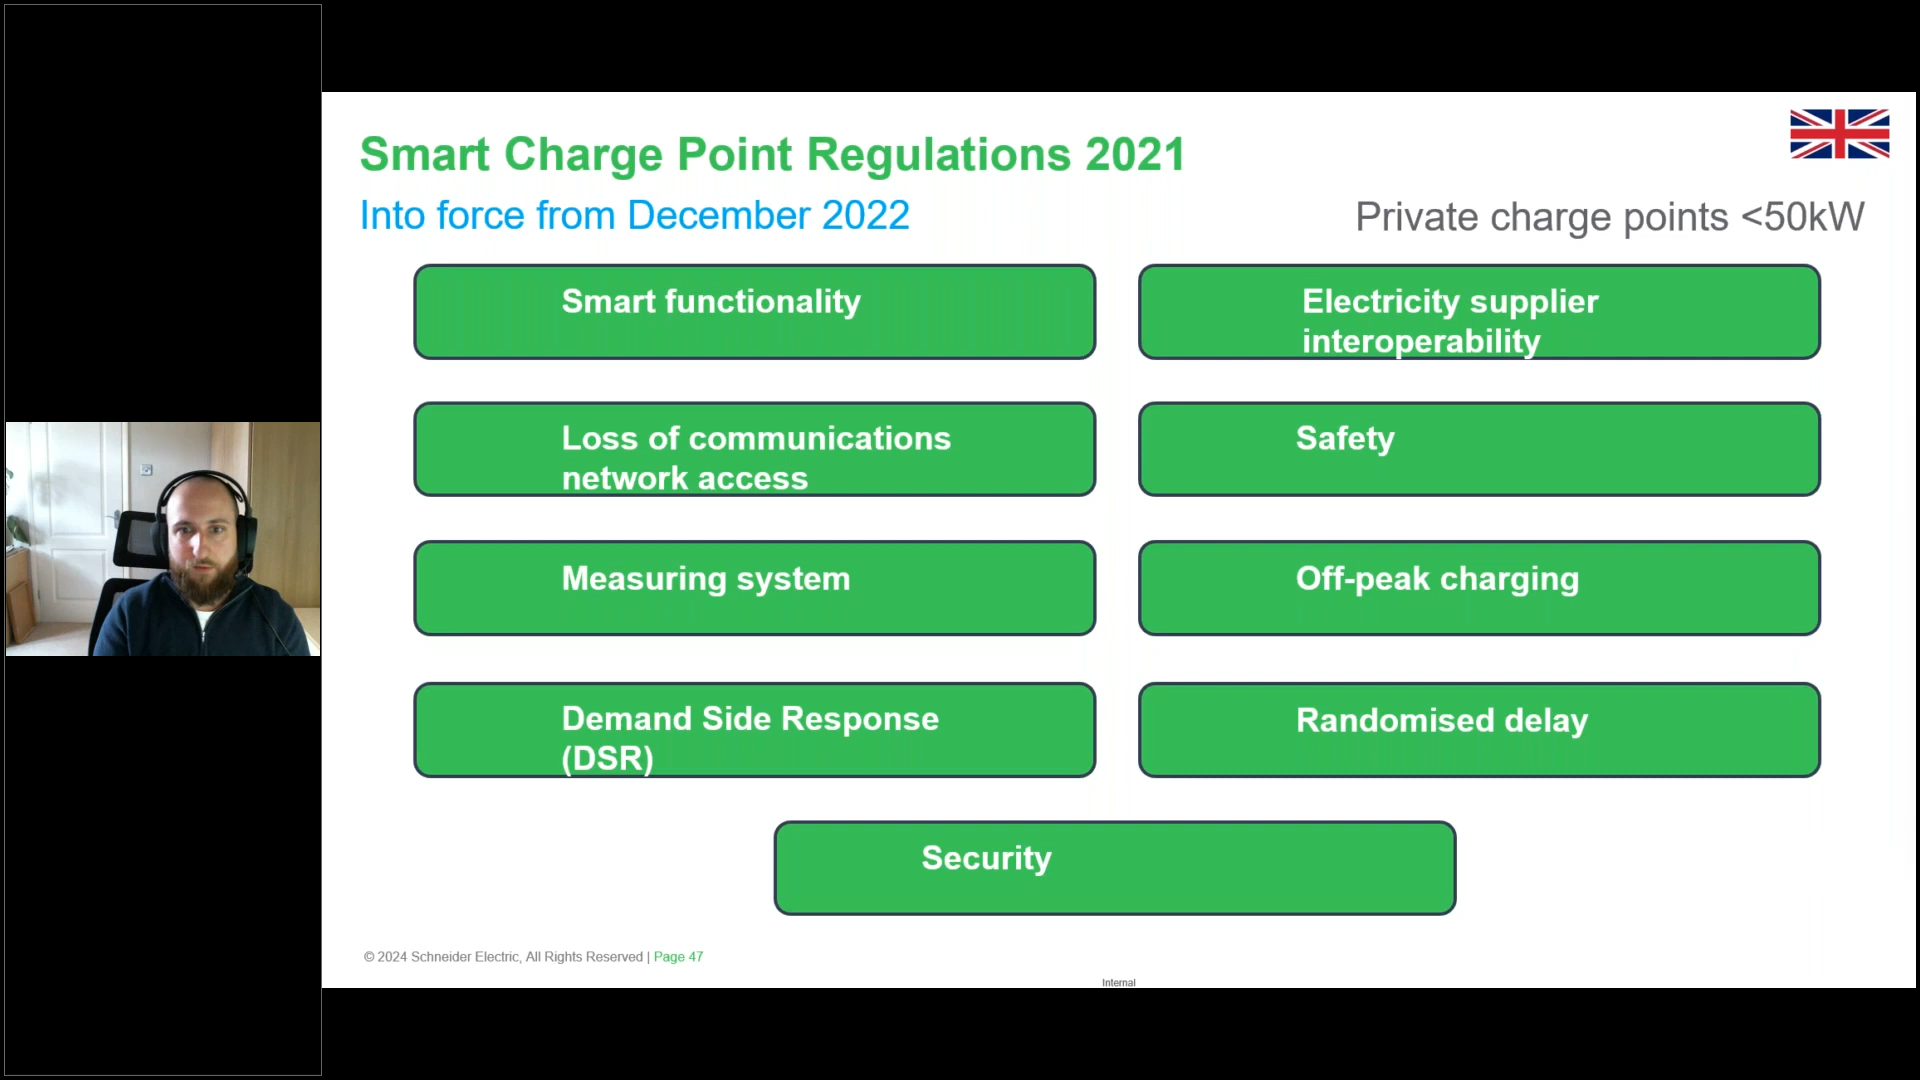 Smart Charge Point Regulations 2021
Into force from December 2022
Private charge points <50kW
Smart functionality
Electricity supplier
interoperability
Loss of communications
network access
Safety
Measuring system
Off-peak charging
Demand Side Response
(DSR)
Randomised delay
Security
© 2024 Schneider Electric, All Rights Reserved | Page 47
Internal